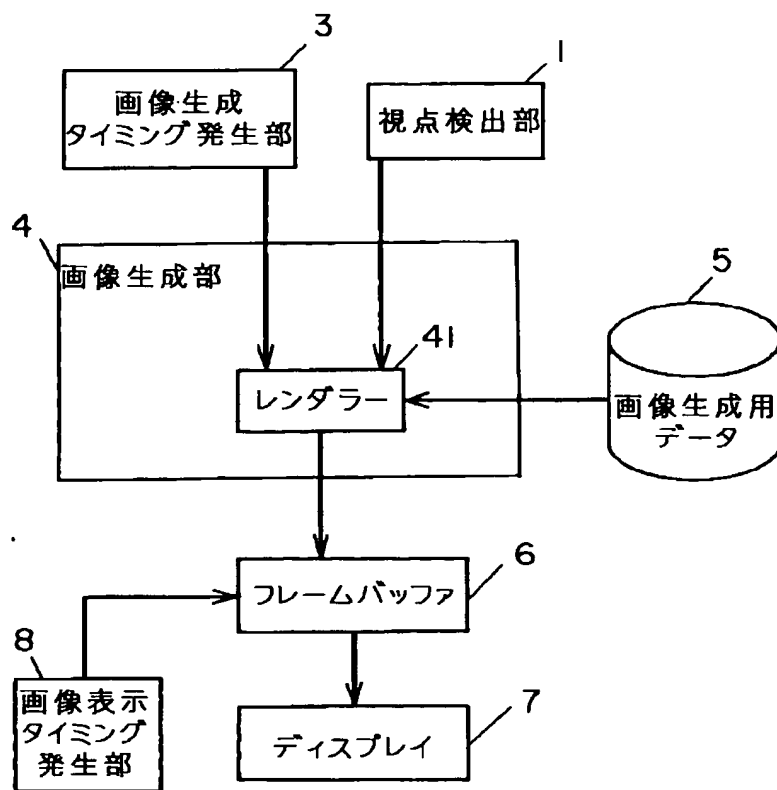 3
画像生成
タイミング発生部
1
視点検出部
4
画像生成部
41
レンダラー
5
画像生成用
データ
6
フレームバッファ
8
画像表示
タイミング
発生部
7
ディスプレイ